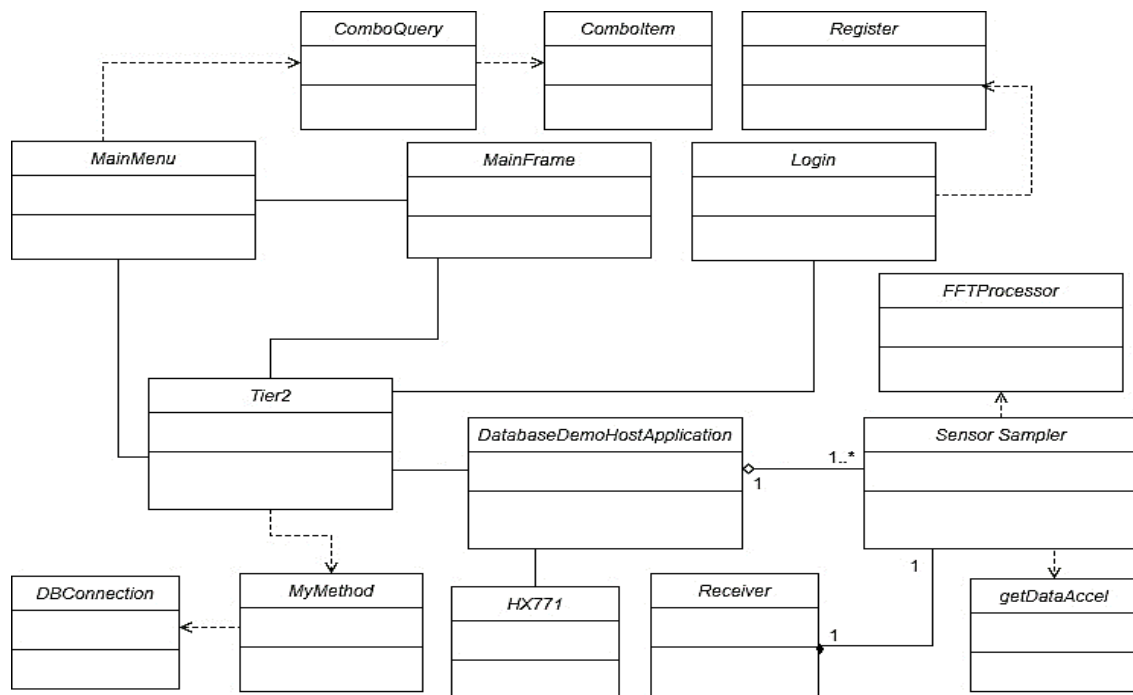 ComboQuery
ComboItem
Register
MainMenu
MainFrame
Login
FFTProcessor
Tier2
DatabaseDemoHostApplication
Sensor Sampler
1..*
1
1
DBConnection
MyMethod
HX771
Receiver
getDataAccel
1